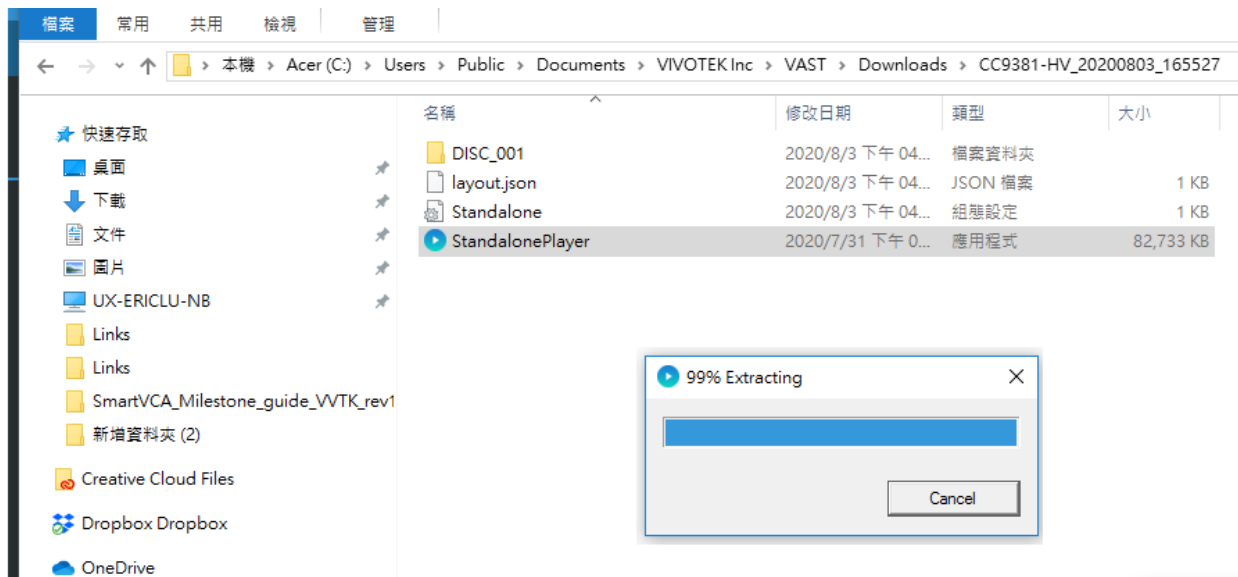 檔案 常用 共用 檢視 管理
本機 Acer (C:) Users Public Documents VIVOTEK Inc VAST Downloads CC9381-HV_20200803_165527
名稱 修改日期 類型 大小
DISC_001 2020/8/3 下午 04... 檔案資料夾
layout.json 2020/8/3 下午 04... JSON 檔案 1 KB
Standalone 2020/8/3 下午 04... 組態設定 1 KB
StandalonePlayer 2020/7/31 下午 0... 應用程式 82,733 KB
快速存取
桌面
下載
文件
圖片
UX-ERICLU-NB
Links
Links
SmartVCA_Milestone_guide_VVTK_rev1
新增資料夾 (2)
Creative Cloud Files
Dropbox Dropbox
OneDrive
99% Extracting
Cancel